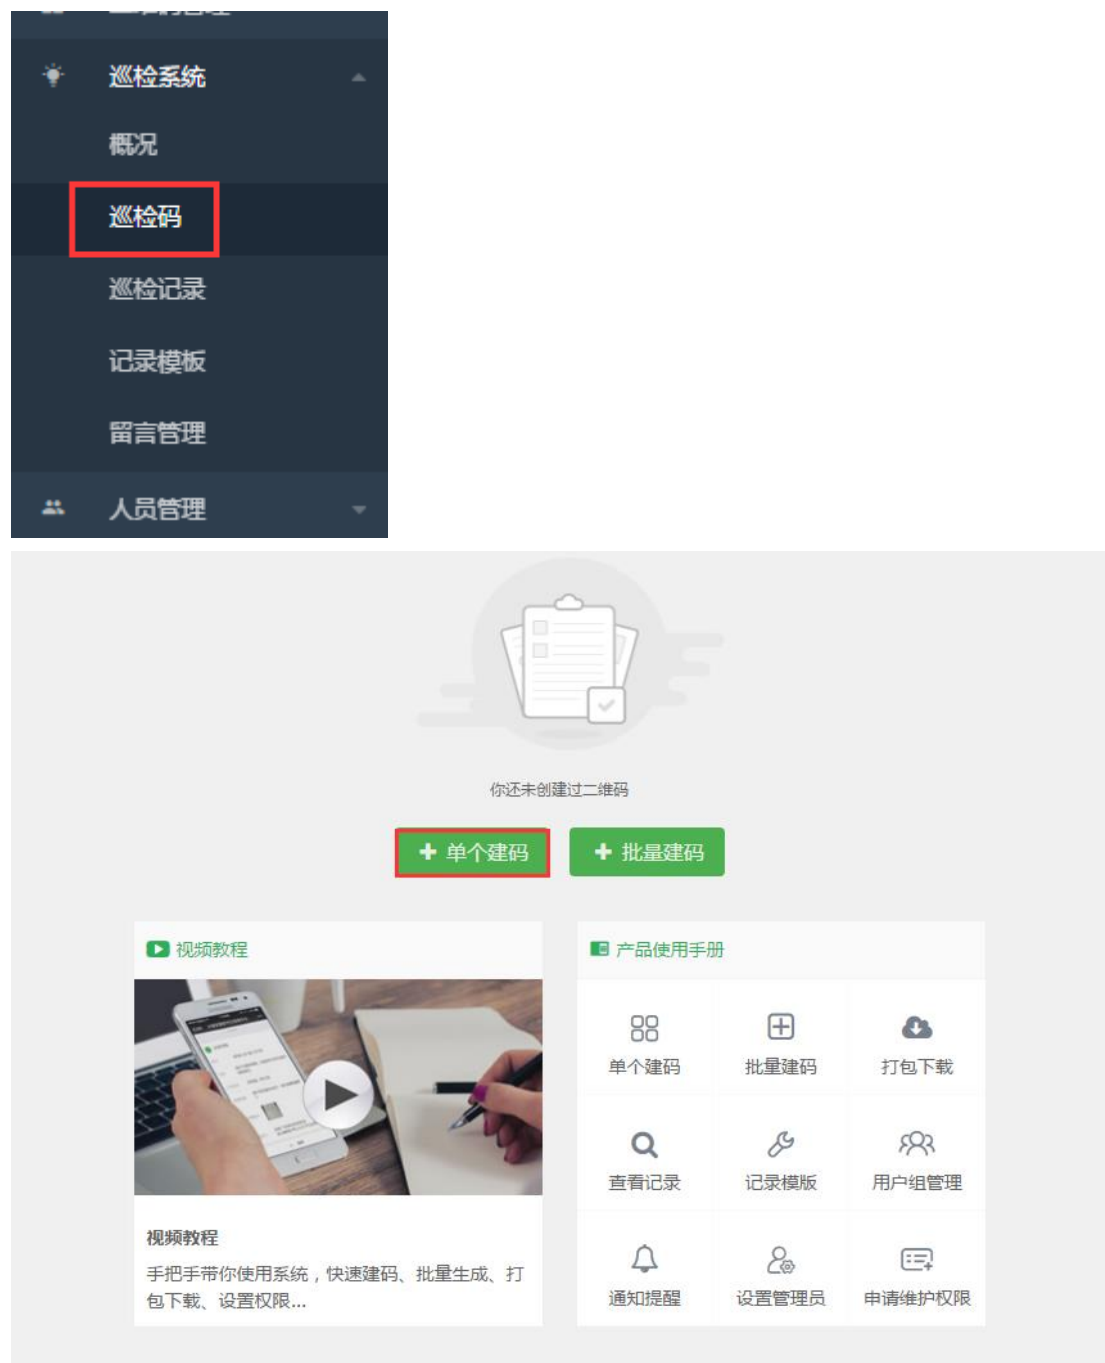 巡检系统
概况
巡检码
巡检记录
记录模板
留言管理
人员管理
你还未创建过二维码
单个建码
批量建码
视频教程
产品使用手册
单个建码
批量建码
打包下载
查看记录
记录模版
用户组管理
视频教程
手把手带你使用系统，快速建码、批量生成、打
包下载、设置权限...
通知提醒
设置管理员
申请维护权限